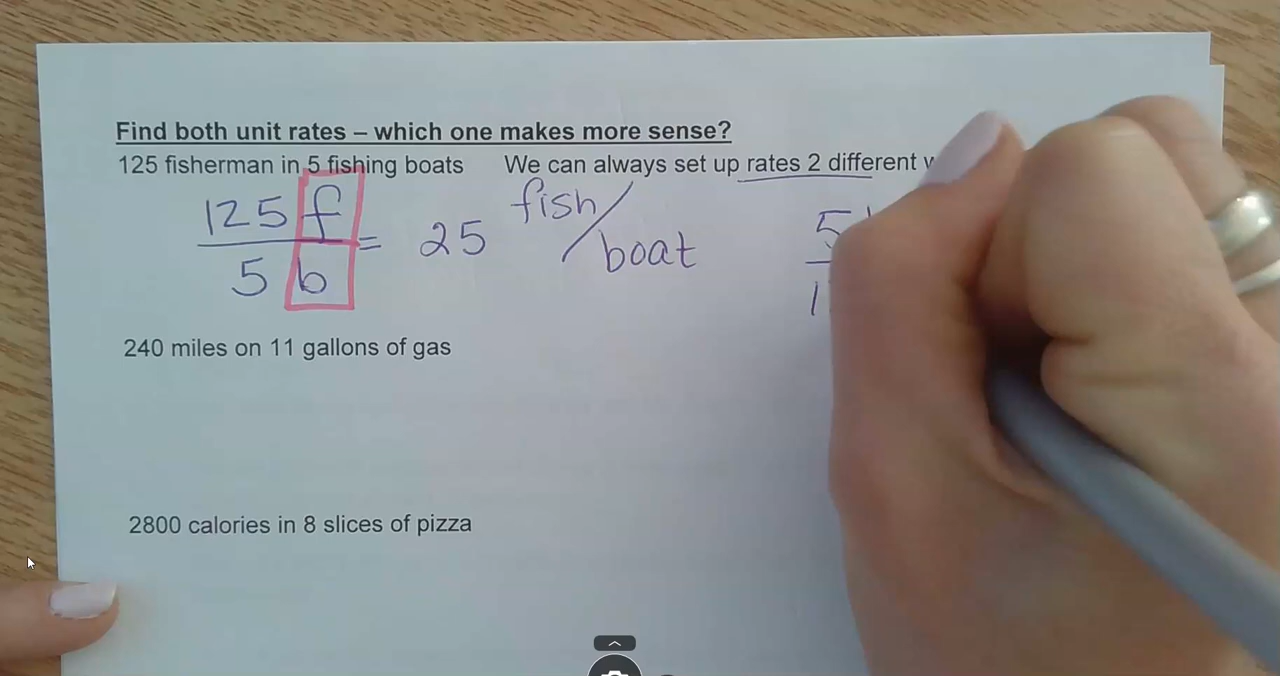 Find both unit rates – which one makes more sense?
125 fisherman in 5 fishing boats We can always set up rates 2 different
125 f
5 b
= 25 fish/boat
5
1
240 miles on 11 gallons of gas
2800 calories in 8 slices of pizza